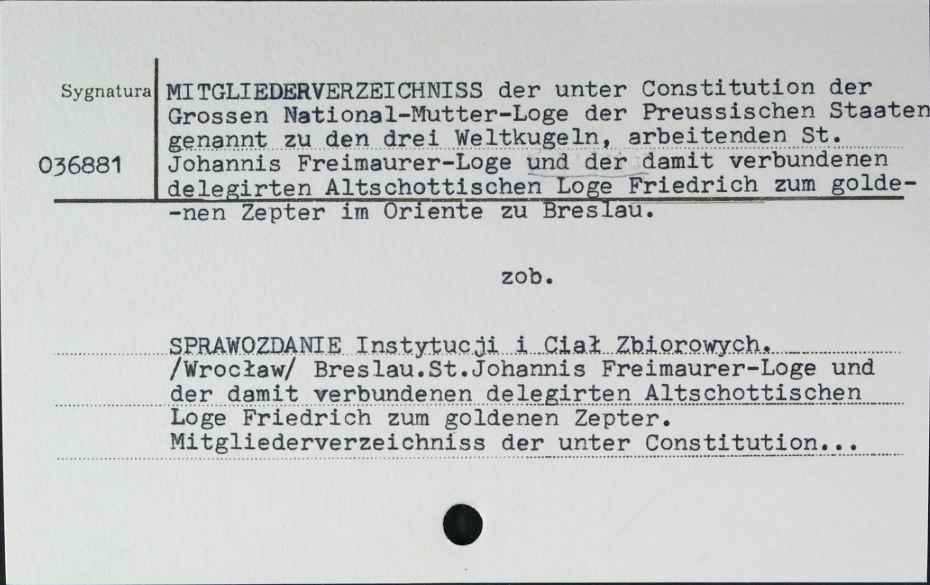 Sygnatura
MITGLIEDERVERZEICHNISS der unter Constitution der
Grossen National-Mutter-Loge der Preussischen Staaten
genannt zu den drei Weltkugeln, arbeitenden St.
036881
Johannis Freimaurer-Loge und der damit verbundenen
delegirten Altschottischen Loge Friedrich zum golde-
-nen Zepter im Oriente zu Breslau.
zob.
SPRAWOZDANIE Instytucji i Ciał Zbiorowych.
/Wrocław/ Breslau.St.Johannis Freimaurer-Loge und
der damit verbundenen delegirten Altschottischen
Loge Friedrich zum goldenen Zepter.
Mitgliederverzeichniss der unter Constitution...